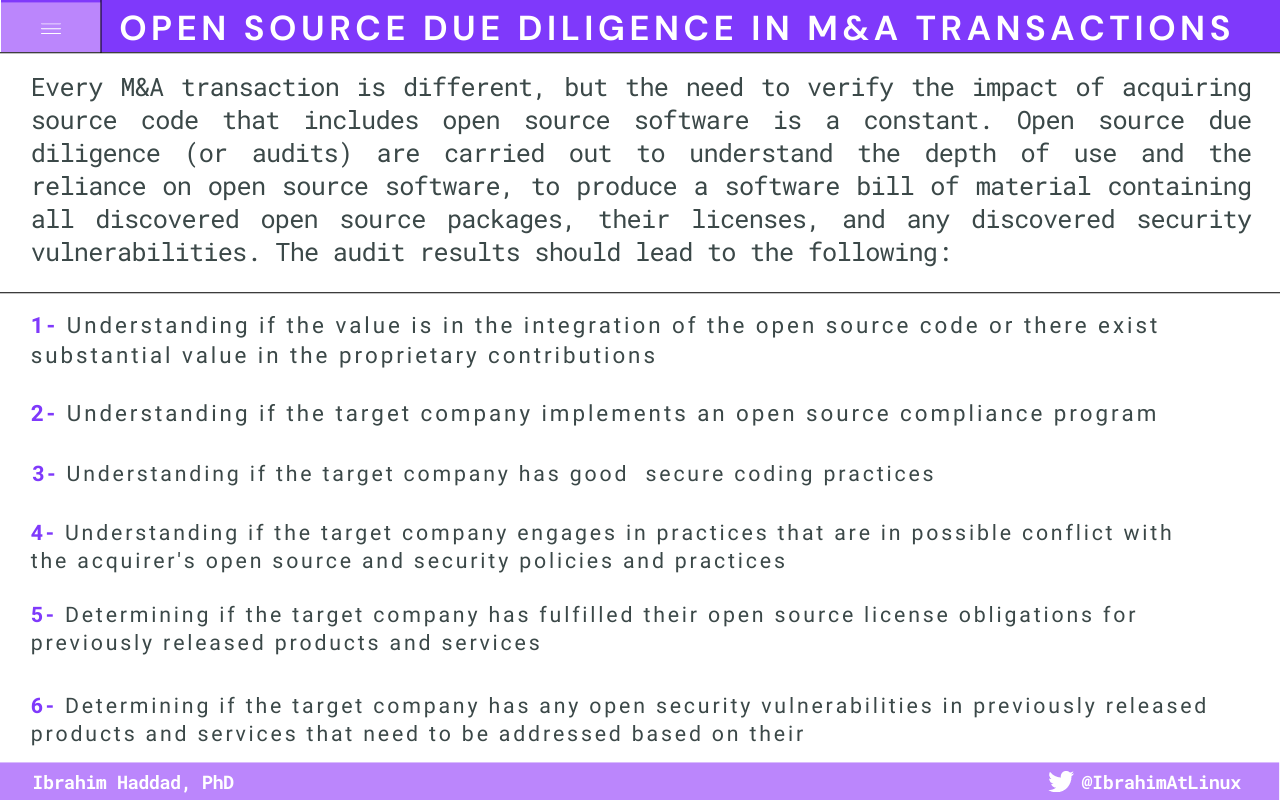 OPEN SOURCE DUE DILIGENCE IN M&A TRANSACTIONS
Every M&A transaction is different, but the need to verify the impact of acquiring
source code that includes open source software is a constant. Open source due
diligence (or audits) are carried out to understand the depth of use and the
reliance on open source software, to produce a software bill of material containing
all discovered open source packages, their licenses, and any discovered security
vulnerabilities. The audit results should lead to the following:
1- Understanding if the value is in the integration of the open source code or there exist
substantial value in the proprietary contributions
2- Understanding if the target company implements an open source compliance program
3- Understanding if the target company has good secure coding practices
4- Understanding if the target company engages in practices that are in possible conflict with
the acquirer's open source and security policies and practices
5- Determining if the target company has fulfilled their open source license obligations for
previously released products and services
6- Determining if the target company has any open security vulnerabilities in previously released
products and services that need to be addressed based on their
Ibrahim Haddad, PhD
@IbrahimAtLinux